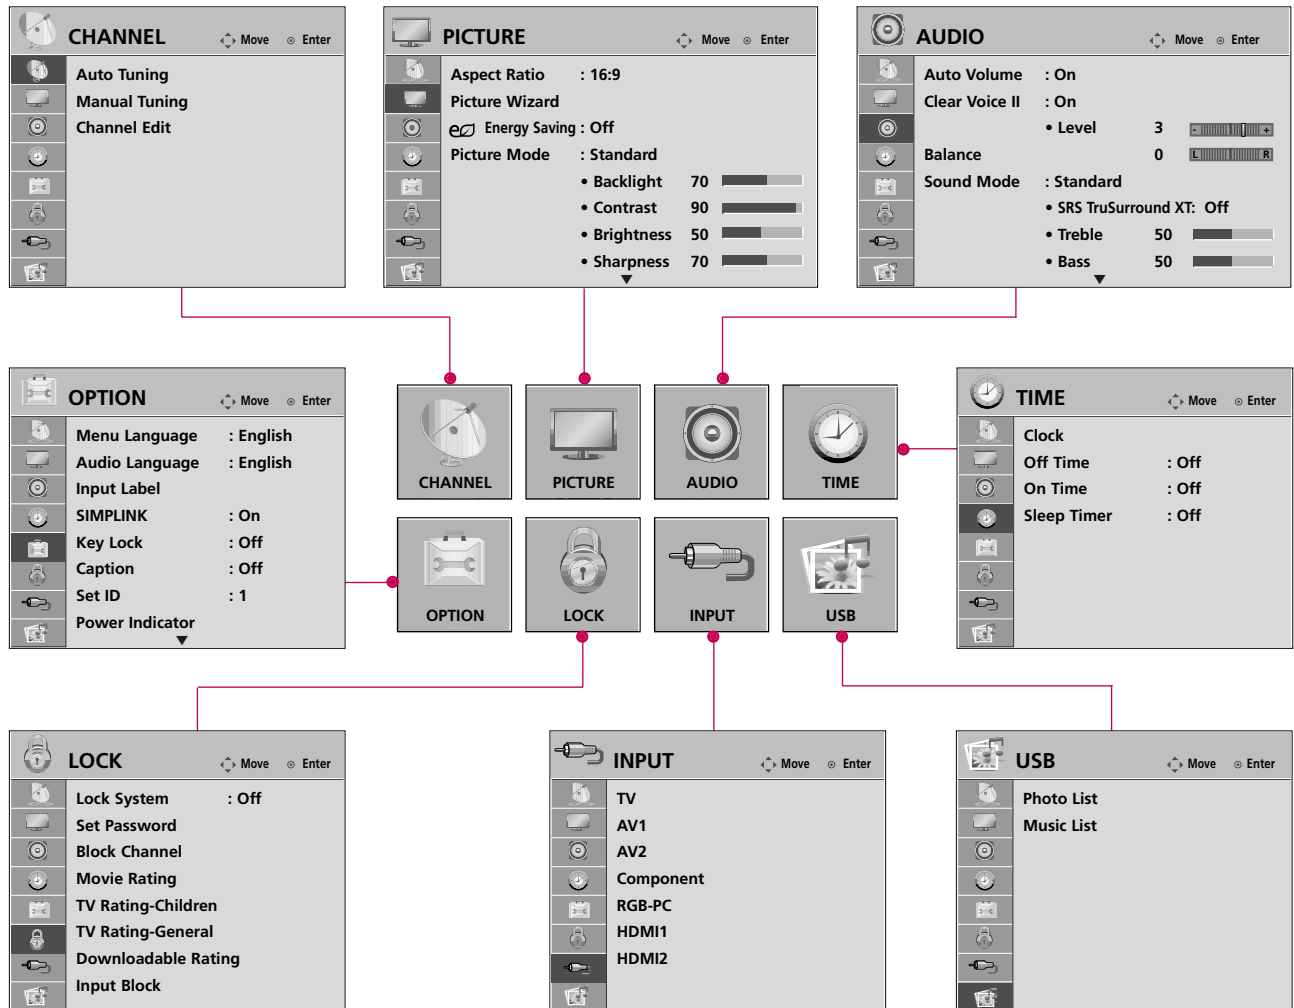 CHANNEL Move Enter
Auto Tuning
Manual Tuning
Channel Edit
PICTURE Move Enter
Aspect Ratio : 16:9
Picture Wizard
Energy Saving : Off
Picture Mode : Standard
• Backlight 70
• Contrast 90
• Brightness 50
• Sharpness 70
AUDIO Move Enter
Auto Volume : On
Clear Voice II : On
• Level 3 - +
Balance 0 L R
Sound Mode : Standard
• SRS TruSurround XT: Off
• Treble 50
• Bass 50
OPTION Move Enter
Menu Language : English
Audio Language : English
Input Label
SIMPLINK : On
Key Lock : Off
Caption : Off
Set ID : 1
Power Indicator
CHANNEL PICTURE AUDIO TIME
OPTION LOCK INPUT USB
TIME Move Enter
Clock
Off Time : Off
On Time : Off
Sleep Timer : Off
LOCK Move Enter
Lock System : Off
Set Password
Block Channel
Movie Rating
TV Rating-Children
TV Rating-General
Downloadable Rating
Input Block
INPUT Move Enter
TV
AV1
AV2
Component
RGB-PC
HDMI1
HDMI2
USB Move Enter
Photo List
Music List